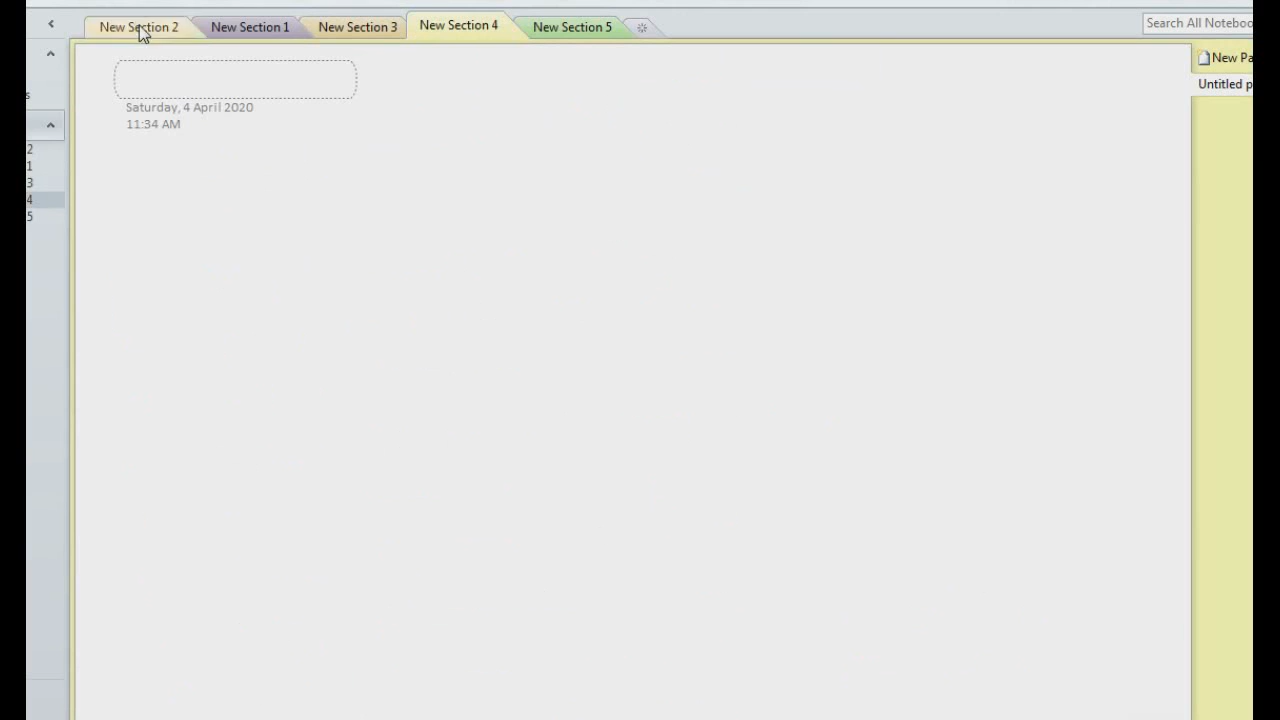 New Section 2
New Section 1
New Section 3
New Section 4
New Section 5
Search All Notebo
New Pa
Untitled p
Saturday, 4 April 2020
11:34 AM
s
2
1
3
4
5